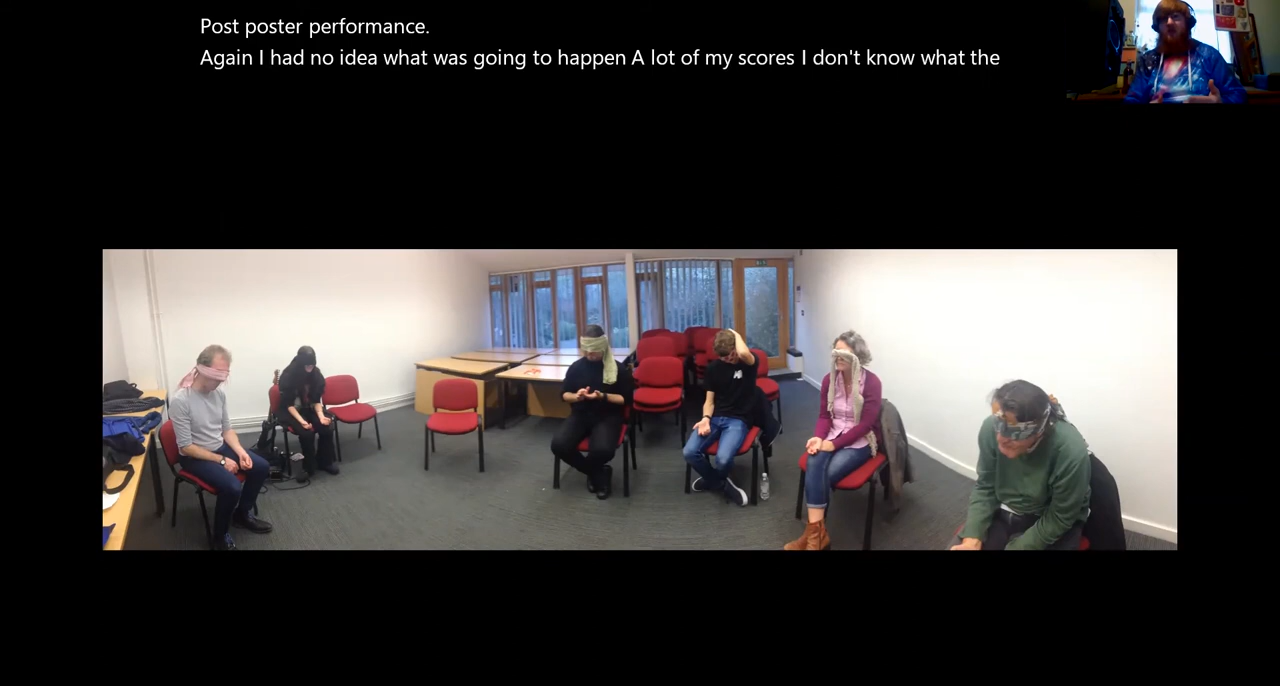 Post poster performance.
Again I had no idea what was going to happen A lot of my scores I don't know what the